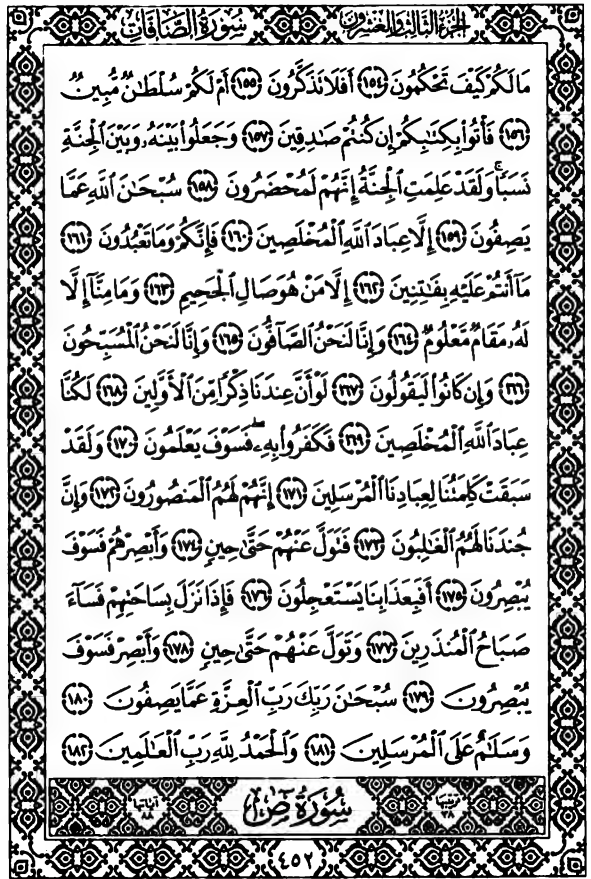 الجزء الثالث والعشرون سورة الصافات
مَا لَكُمْ كَيْفَ تَحْكُمُونَ ١٥٤ أَفَلَا تَذَكَّرُونَ ١٥٥ أَمْ لَكُمْ سُلْطَانٌ مُّبِينٌ
١٥٦ فَأْتُوا بِكِتَابِكُمْ إِن كُنتُمْ صَادِقِينَ ١٥٧ وَجَعَلُوا بَيْنَهُ وَبَيْنَ الْجِنَّةِ
نَسَبًا ۚ وَلَقَدْ عَلِمَتِ الْجِنَّةُ إِنَّهُمْ لَمُحْضَرُونَ ١٥٨ سُبْحَانَ اللَّهِ عَمَّا
يَصِفُونَ ١٥٩ إِلَّا عِبَادَ اللَّهِ الْمُخْلَصِينَ ١٦٠ فَإِنَّكُمْ وَمَا تَعْبُدُونَ ١٦١
مَا أَنتُمْ عَلَيْهِ بِفَاتِنِينَ ١٦٢ إِلَّا مَنْ هُوَ صَالِ الْجَحِيمِ ١٦٣ وَمَا مِنَّا إِلَّا
لَهُ مَقَامٌ مَّعْلُومٌ ١٦٤ وَإِنَّا لَنَحْنُ الصَّافُّونَ ١٦٥ وَإِنَّا لَنَحْنُ الْمُسَبِّحُونَ
١٦٦ وَإِن كَانُوا لَيَقُولُونَ ١٦٧ لَوْ أَنَّ عِندَنَا ذِكْرًا مِّنَ الْأَوَّلِينَ ١٦٨ لَكُنَّا
عِبَادَ اللَّهِ الْمُخْلَصِينَ ١٦٩ فَكَفَرُوا بِهِ ۖ فَسَوْفَ يَعْلَمُونَ ١٧٠ وَلَقَدْ
سَبَقَتْ كَلِمَتُنَا لِعِبَادِنَا الْمُرْسَلِينَ ١٧١ إِنَّهُمْ لَهُمُ الْمَنصُورُونَ ١٧٢ وَإِنَّ
جُندَنَا لَهُمُ الْغَالِبُونَ ١٧٣ فَتَوَلَّ عَنْهُمْ حَتَّىٰ حِينٍ ١٧٤ وَأَبْصِرْهُمْ فَسَوْفَ
يُبْصِرُونَ ١٧٥ أَفَبِعَذَابِنَا يَسْتَعْجِلُونَ ١٧٦ فَإِذَا نَزَلَ بِسَاحَتِهِمْ فَسَاءَ
صَبَاحُ الْمُنذَرِينَ ١٧٧ وَتَوَلَّ عَنْهُمْ حَتَّىٰ حِينٍ ١٧٨ وَأَبْصِرْ فَسَوْفَ
يُبْصِرُونَ ١٧٩ سُبْحَانَ رَبِّكَ رَبِّ الْعِزَّةِ عَمَّا يَصِفُونَ ١٨٠
وَسَلَامٌ عَلَى الْمُرْسَلِينَ ١٨١ وَالْحَمْدُ لِلَّهِ رَبِّ الْعَالَمِينَ ١٨٢
ترتيبها ٣٨ سورة ص آياتها ٨٨
٤٥٢